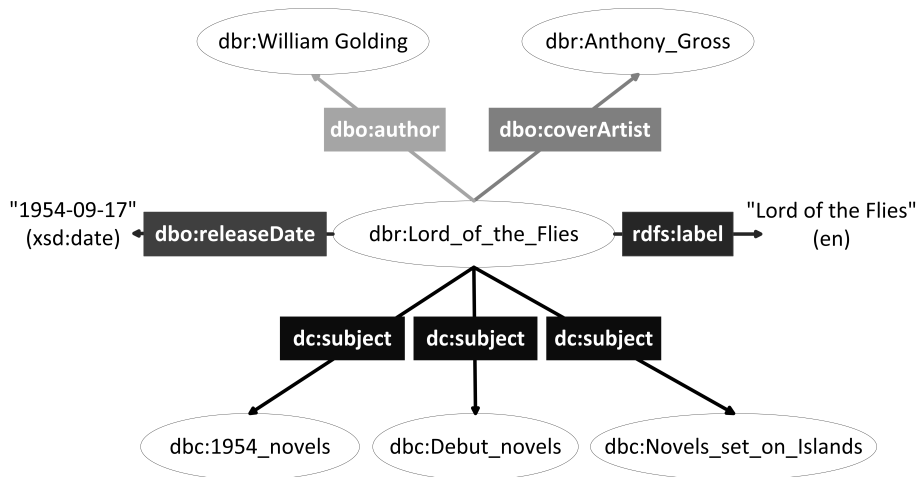 dbr:William Golding
dbr:Anthony_Gross
dbo:author
dbo:coverArtist
"1954-09-17"
(xsd:date)
dbo:releaseDate
dbr:Lord_of_the_Flies
rdfs:label
"Lord of the Flies"
(en)
dc:subject
dc:subject
dc:subject
dbc:1954_novels
dbc:Debut_novels
dbc:Novels_set_on_Islands